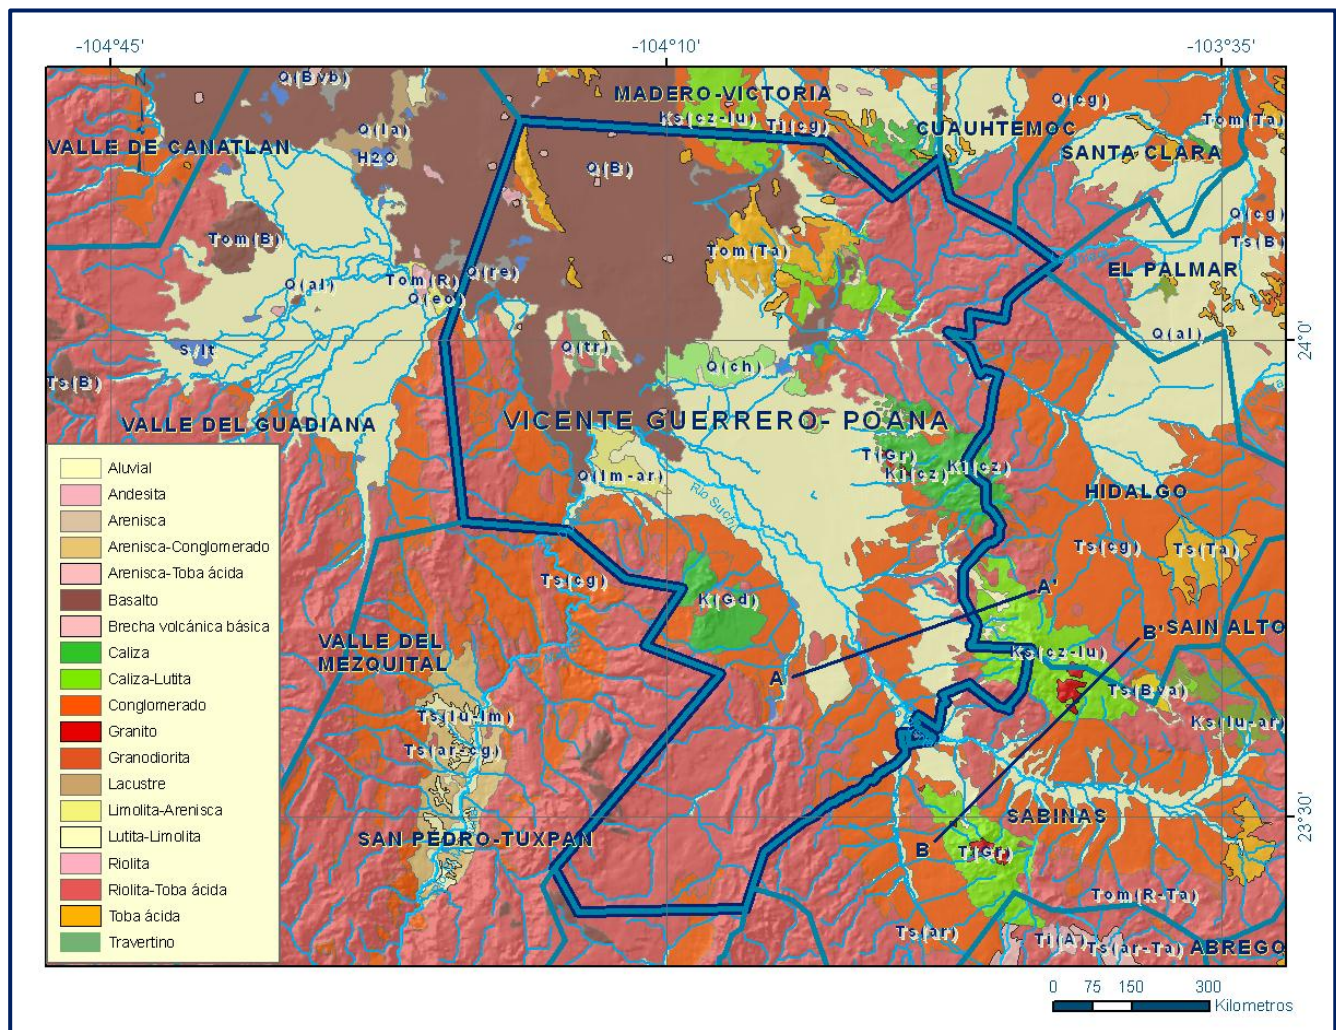 -104°45'
-104°10'
-103°35'
N
Q(Bvb)
MADERO-VICTORIA
Ks(cz-lu)
Ti(cg)
Q(cg)
Q(la)
CUAUHTEMOC
Tom(Ta)
VALLE DE CANATLAN
H2O
SANTA CLARA
Q(B)
Q(cg)
Tom(B)
Tom(Ta)
Ts(B)
EL PALMAR
Tom(R)
Q(re)
Q(al)
Q(eo)
24°0'
Q(al)
S/It
Q(tr)
Q(ch)
Ts(B)
VALLE DEL GUADIANA
VICENTE GUERRERO- POANA
T(Gr)
Ki(cz)
Ki(cz)
Q(lm-ar)
HIDALGO
Río Suchil
Ts(cg)
Ts(Ta)
Ts(cg)
K(Gd)
A'
VALLE DEL
MEZQUITAL
B'
SAIN ALTO
Ks(cz-lu)
A
Ts(Bva)
Ts(lu-lm)
Ks(lu-ar)
Ts(ar-cg)
SAN PEDRO-TUXPAN
SABINAS
23°30'
B
T(Gr)
Tom(R-Ta)
Ts(ar)
Ti(A)
Ts(ar-Ta)
ABREGO
Aluvial
Andesita
Arenisca
Arenisca-Conglomerado
Arenisca-Toba ácida
Basalto
Brecha volcánica básica
Caliza
Caliza-Lutita
Conglomerado
Granito
Granodiorita
Lacustre
Limolita-Arenisca
Lutita-Limolita
Riolita
Riolita-Toba ácida
Toba ácida
Travertino
0 75 150 300
Kilometros